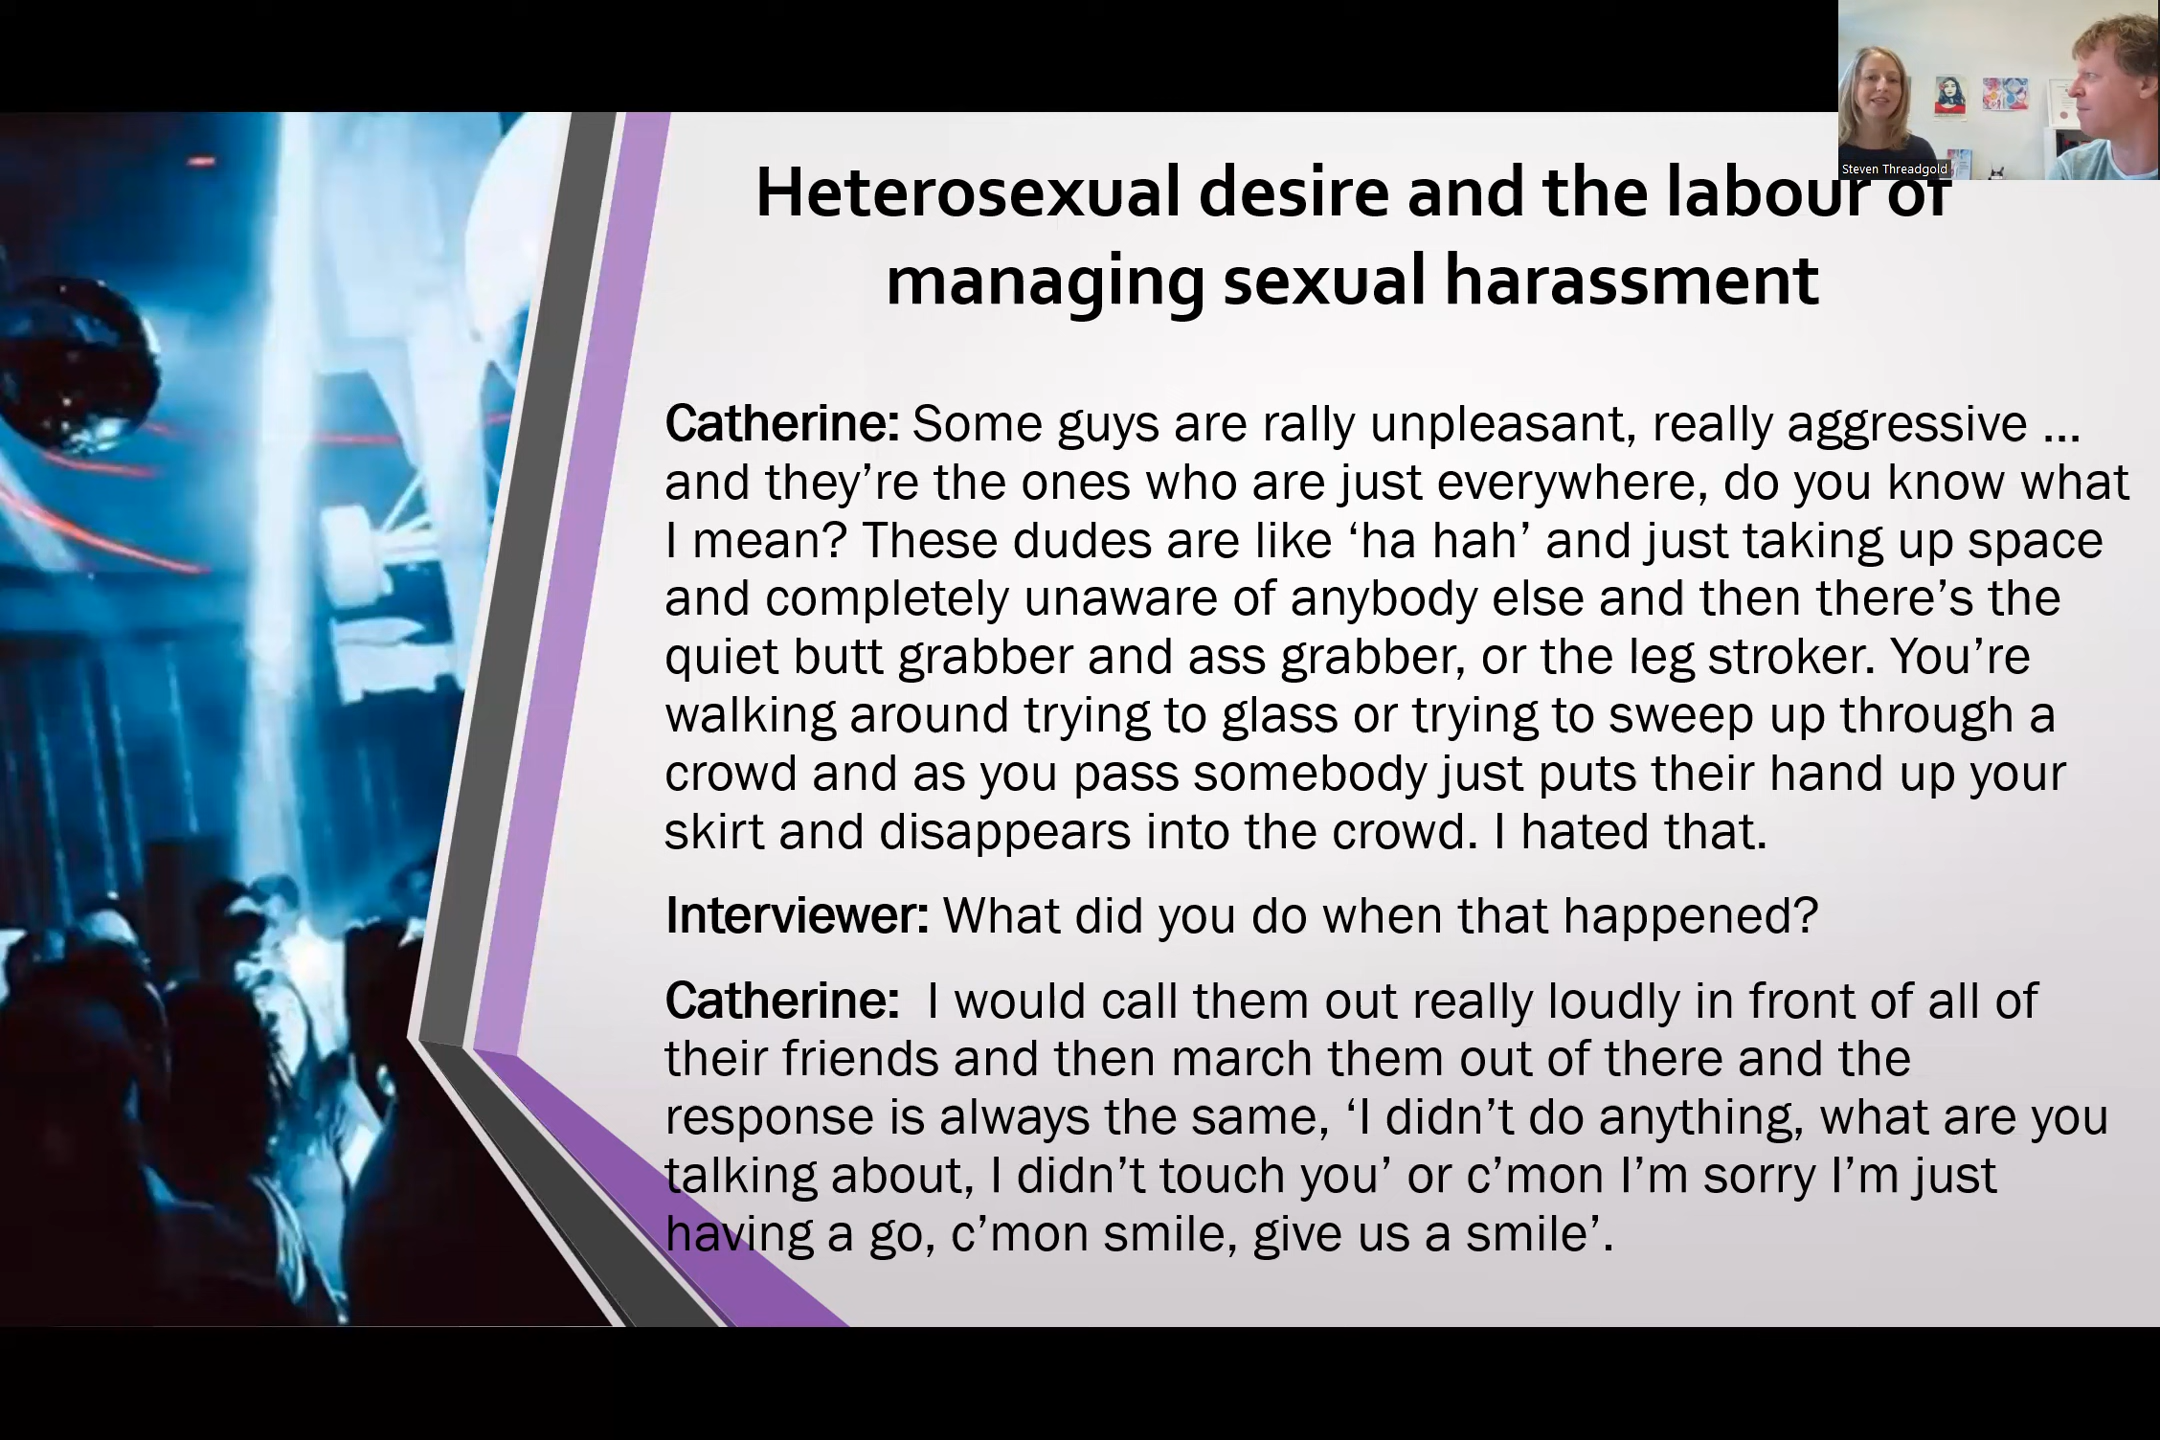 Steven Threadgold
Heterosexual desire and the labour of
managing sexual harassment
Catherine: Some guys are rally unpleasant, really aggressive ...
and they’re the ones who are just everywhere, do you know what
I mean? These dudes are like ‘ha hah’ and just taking up space
and completely unaware of anybody else and then there’s the
quiet butt grabber and ass grabber, or the leg stroker. You’re
walking around trying to glass or trying to sweep up through a
crowd and as you pass somebody just puts their hand up your
skirt and disappears into the crowd. I hated that.
Interviewer: What did you do when that happened?
Catherine: I would call them out really loudly in front of all of
their friends and then march them out of there and the
response is always the same, ‘I didn’t do anything, what are you
talking about, I didn’t touch you’ or c’mon I’m sorry I’m just
having a go, c’mon smile, give us a smile’.